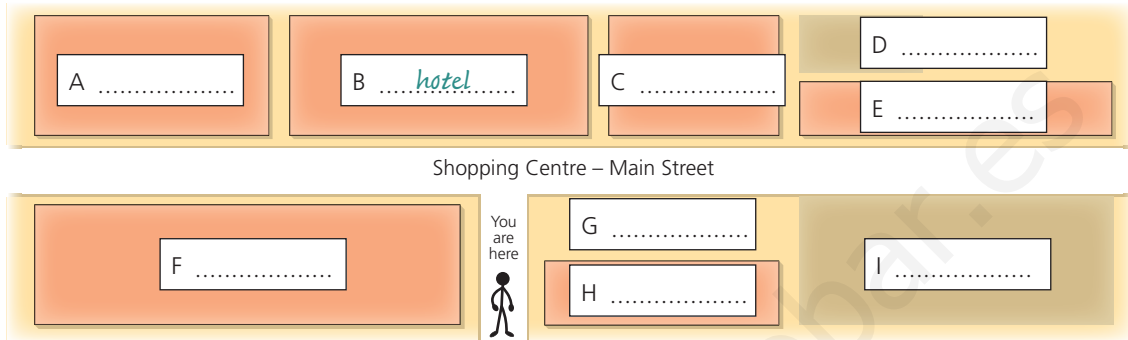 A ...................
B .....hotel.......
C ...................
D ...................
E ...................
Shopping Centre – Main Street
You
are
here
F ...................
G ...................
H ...................
I ...................